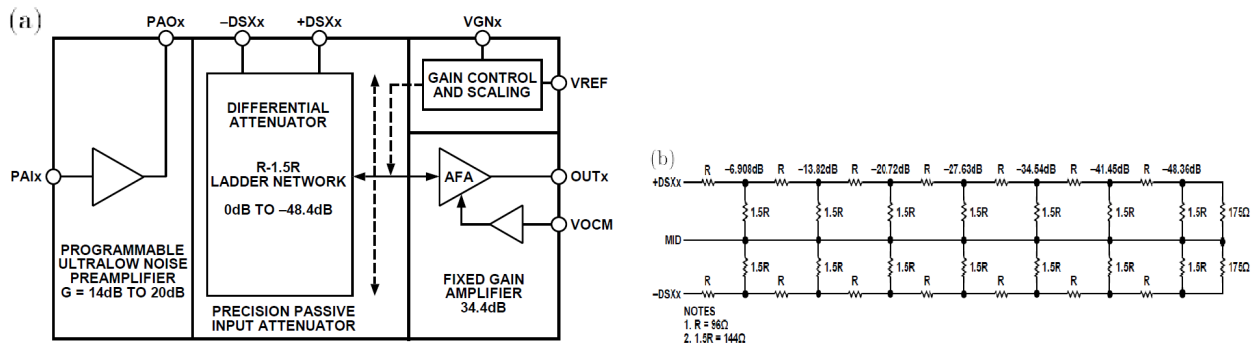 (a)
PAOx
–DSXx
+DSXx
VGNx
GAIN CONTROL
AND SCALING
VREF
DIFFERENTIAL
ATTENUATOR
R-1.5R
LADDER NETWORK
0dB TO –48.4dB
PAIx
AFA
OUTx
VOCM
PROGRAMMABLE
ULTRALOW NOISE
PREAMPLIFIER
G = 14dB TO 20dB
PRECISION PASSIVE
INPUT ATTENUATOR
FIXED GAIN
AMPLIFIER
34.4dB
(b)
R –6.908dB R –13.82dB R –20.72dB R –27.63dB R –34.54dB R –41.45dB R –48.36dB
+DSXx
1.5R 1.5R 1.5R 1.5R 1.5R 1.5R 1.5R 175Ω
MID
1.5R 1.5R 1.5R 1.5R 1.5R 1.5R 1.5R 175Ω
R R R R R R R
–DSXx
NOTES
1. R = 96Ω
2. 1.5R = 144Ω